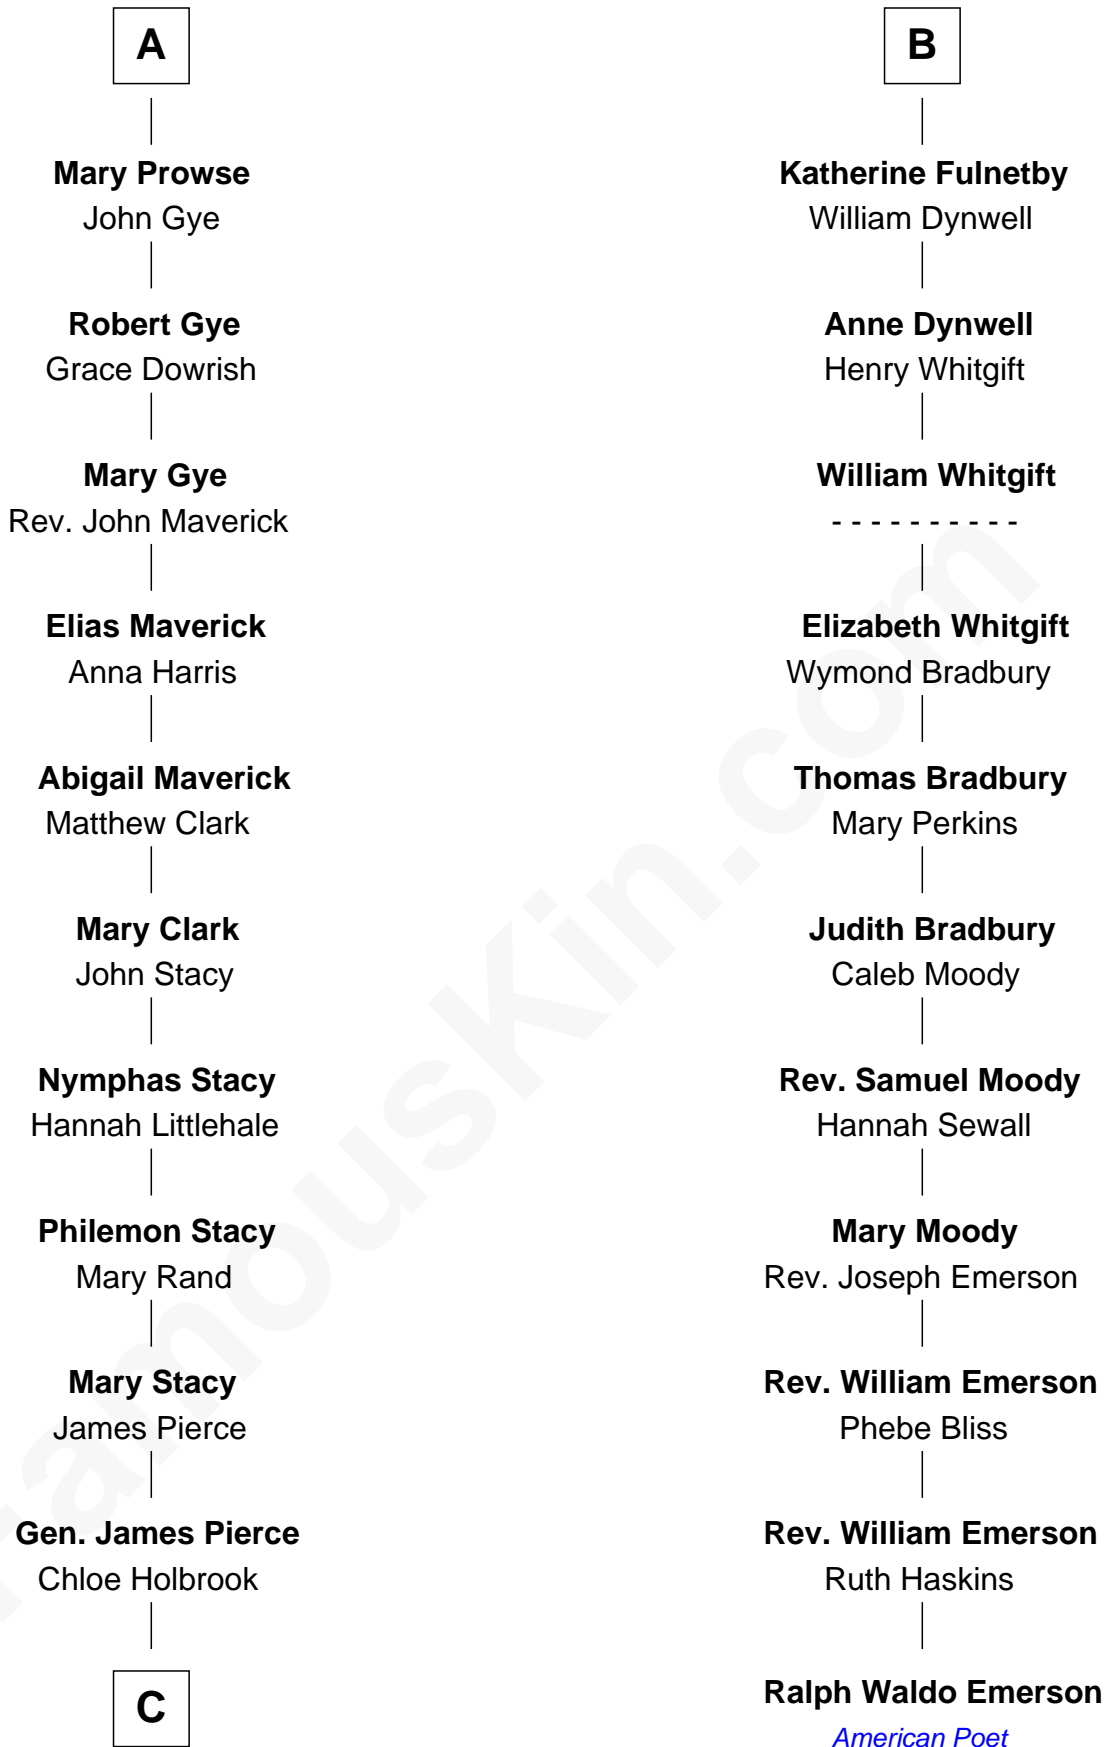 A
Mary Prowse
John Gye
Robert Gye
Grace Dowrish
Mary Gye
Rev. John Maverick
Elias Maverick
Anna Harris
Abigail Maverick
Matthew Clark
Mary Clark
John Stacy
Nymphas Stacy
Hannah Littlehale
Philemon Stacy
Mary Rand
Mary Stacy
James Pierce
Gen. James Pierce
Chloe Holbrook
C
B
Katherine Fulnetby
William Dynwell
Anne Dynwell
Henry Whitgift
William Whitgift
- - - - - - - - - -
Elizabeth Whitgift
Wymond Bradbury
Thomas Bradbury
Mary Perkins
Judith Bradbury
Caleb Moody
Rev. Samuel Moody
Hannah Sewall
Mary Moody
Rev. Joseph Emerson
Rev. William Emerson
Phebe Bliss
Rev. William Emerson
Ruth Haskins
Ralph Waldo Emerson
American Poet
FamousKin.com